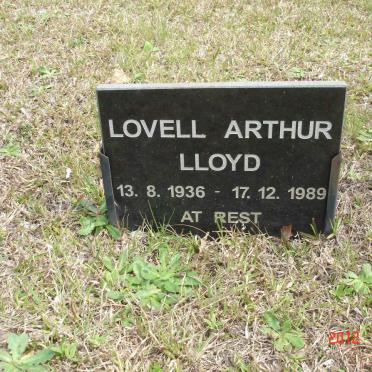 LOVELL ARTHUR
LLOYD
13. 8. 1936 - 17. 12. 1989
AT REST
2012